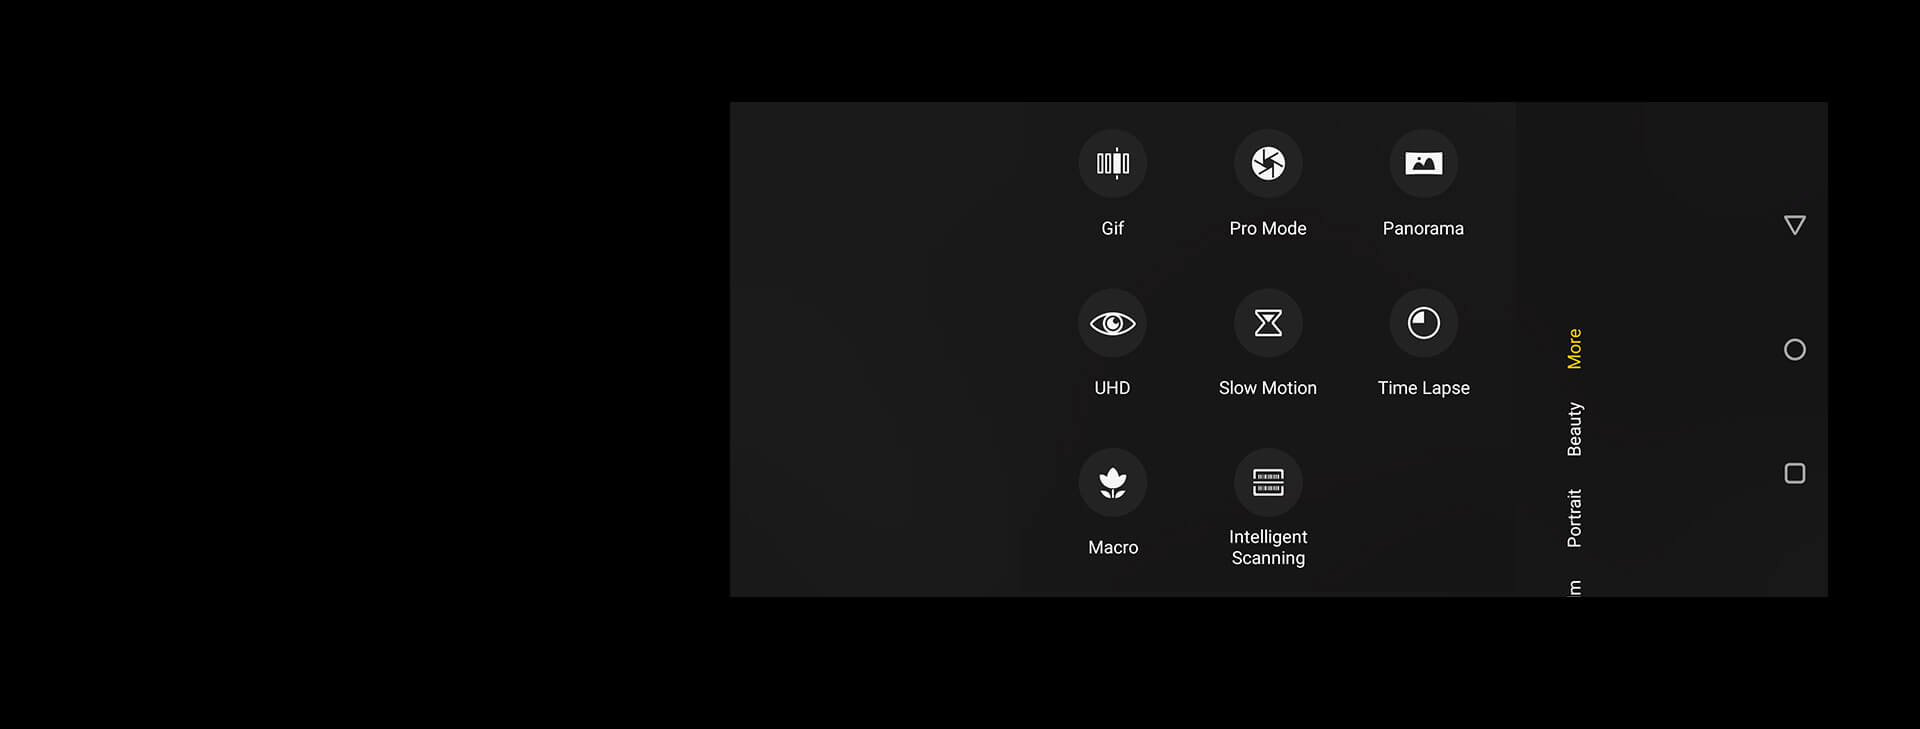 Gif
Pro Mode
Panorama
UHD
Slow Motion
Time Lapse
Macro
Intelligent
Scanning
More
Beauty
Portrait